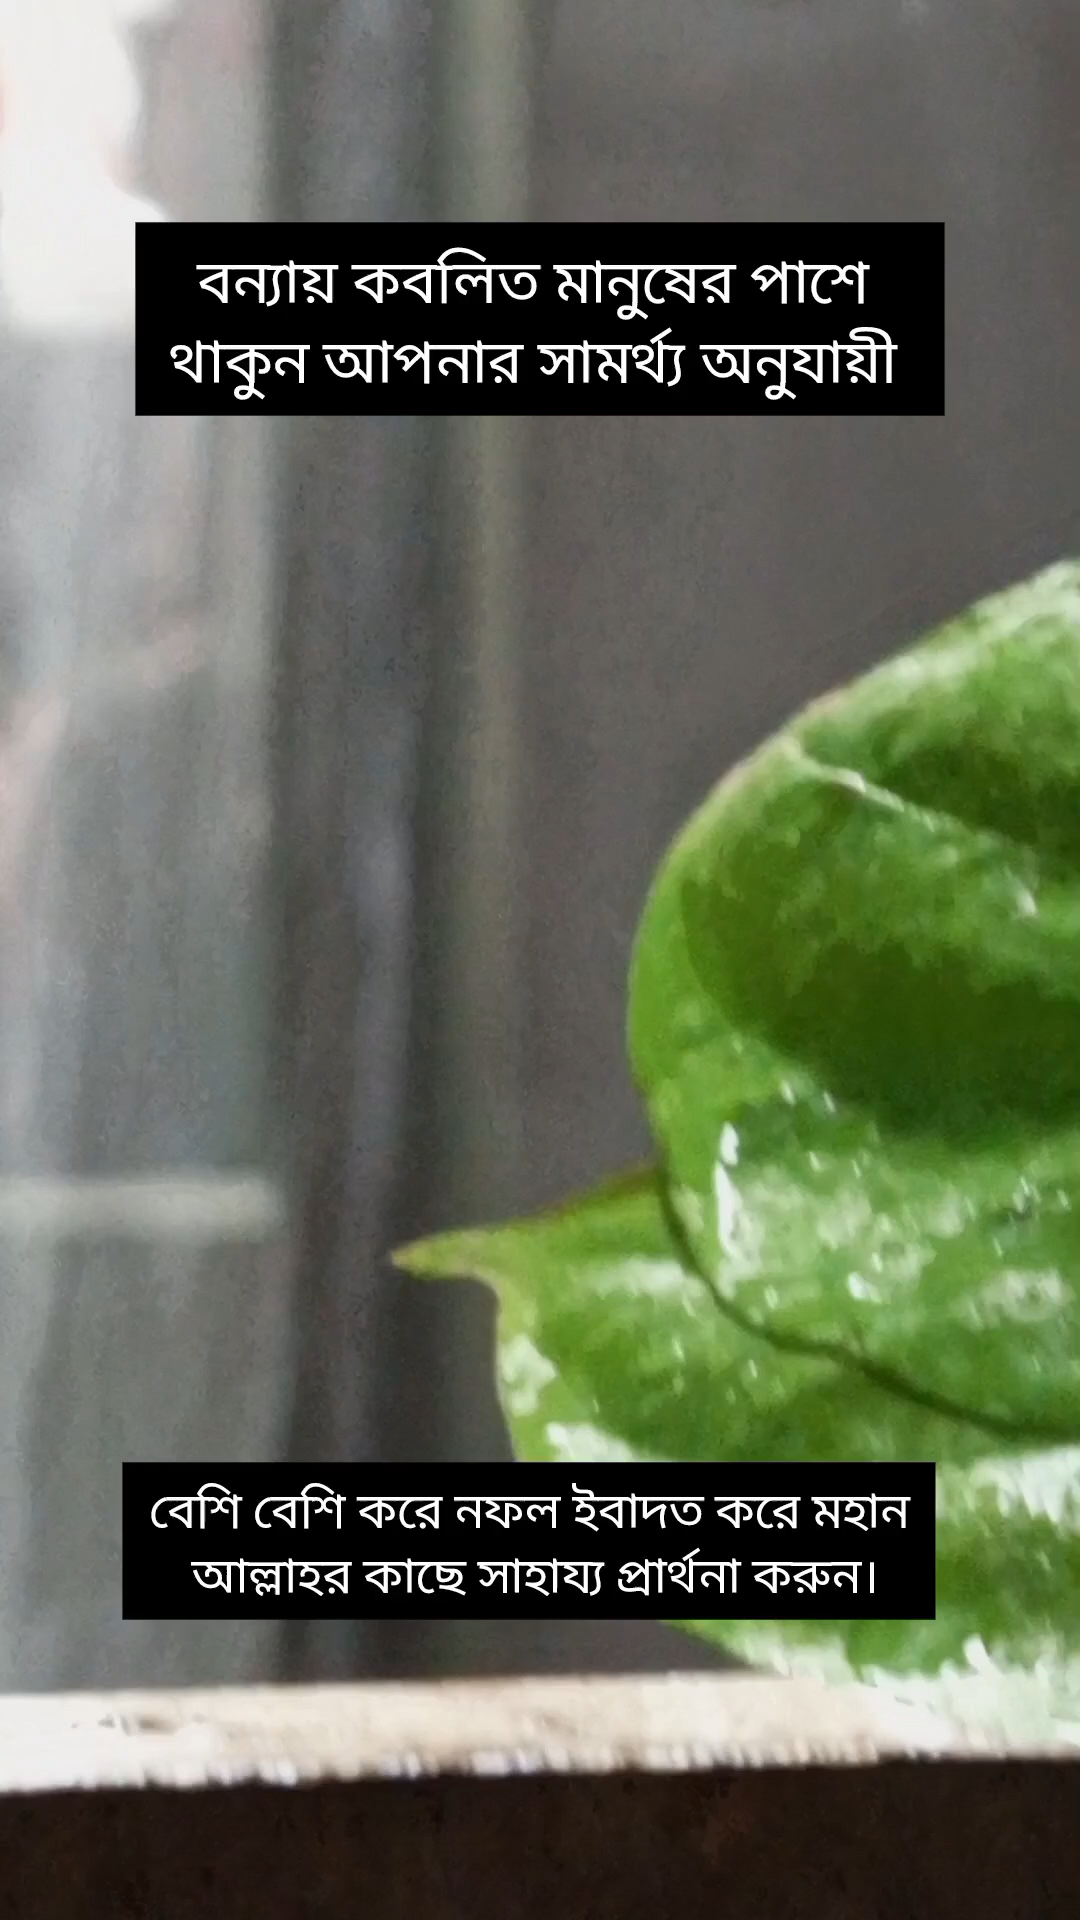 বন্যায় কবলিত মানুষের পাশে
থাকুন আপনার সামর্থ্য অনুযায়ী
বেশি বেশি করে নফল ইবাদত করে মহান
আল্লাহর কাছে সাহায্য প্রার্থনা করুন।